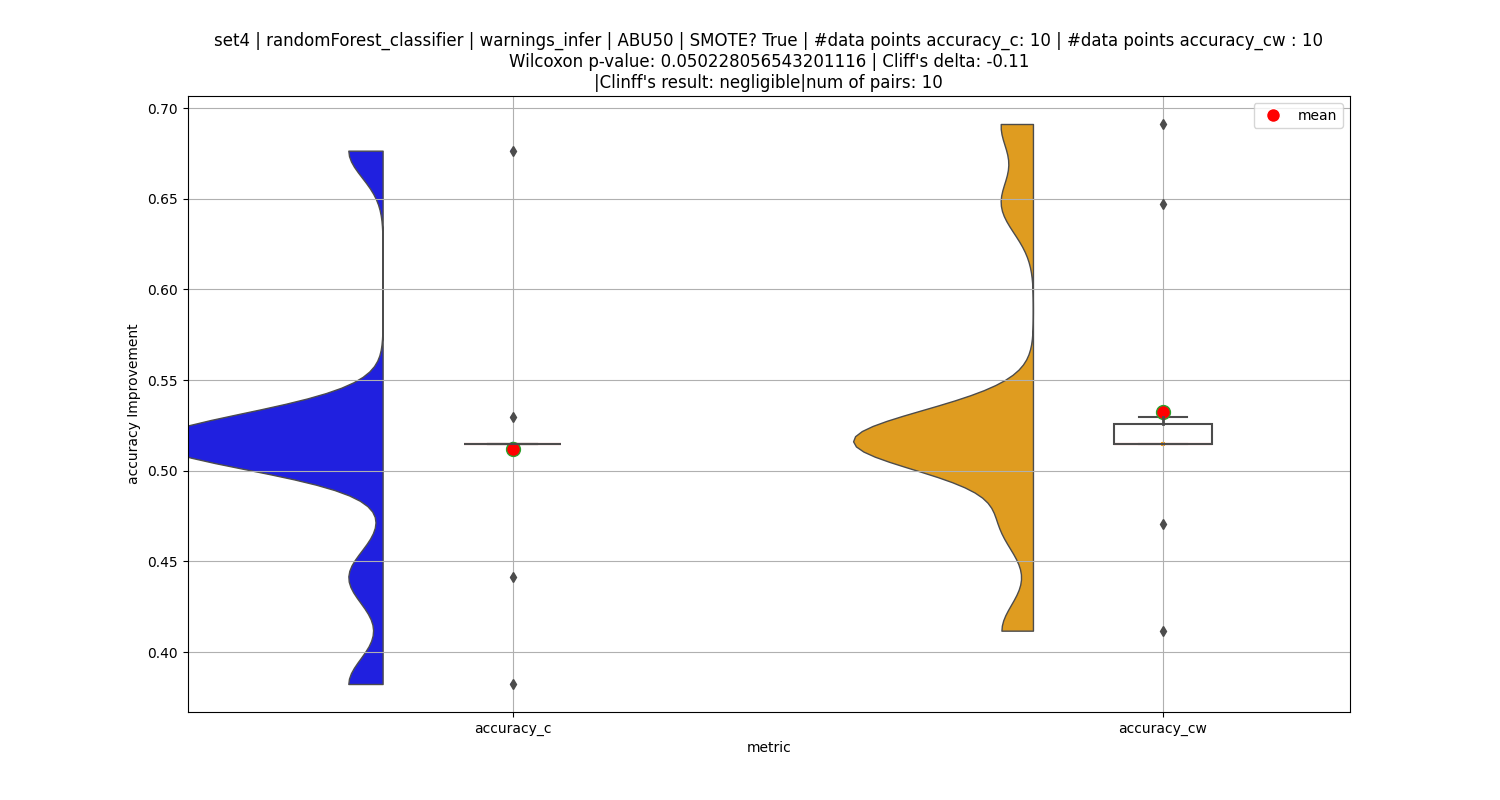 set4 | randomForest_classifier | warnings_infer | ABU50 | SMOTE? True | #data points accuracy_c: 10 | #data points accuracy_cw : 10
Wilcoxon p-value: 0.050228056543201116 | Cliff's delta: -0.11
|Clinff's result: negligible|num of pairs: 10
mean
0.70
0.65
0.60
0.55
0.50
0.45
0.40
accuracy Improvement
accuracy_c
accuracy_cw
metric